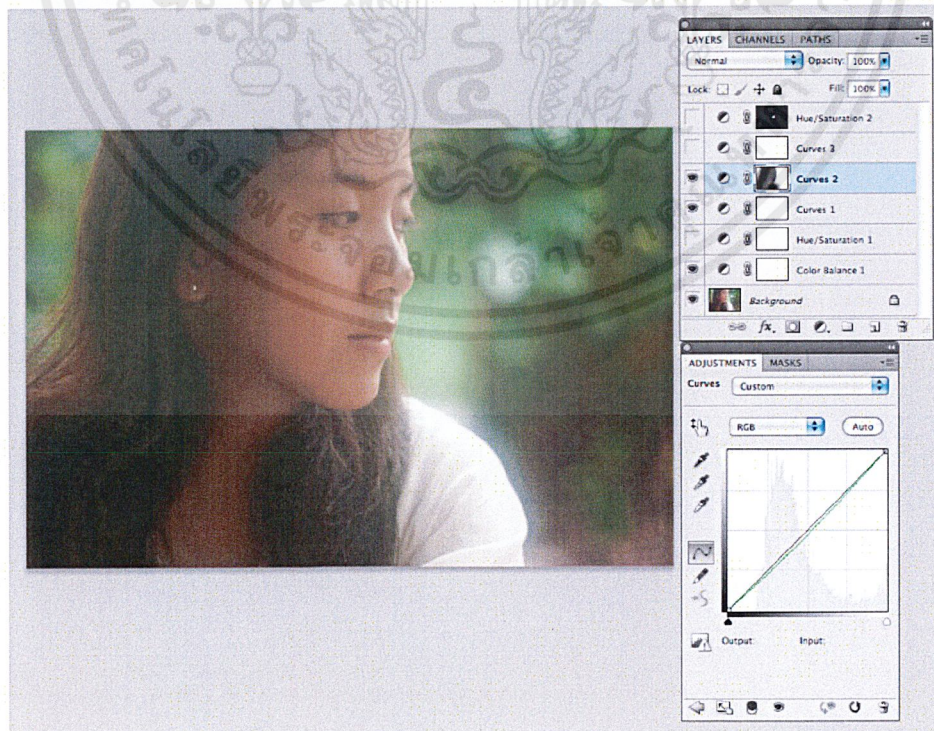 LAYERS CHANNELS PATHS
Normal Opacity: 100%
Lock: Fill: 100%
Hue/Saturation 2
Curves 3
Curves 2
Curves 1
Hue/Saturation 1
Color Balance 1
Background
fx.
ADJUSTMENTS MASKS
Curves Custom
RGB Auto
Output: Input: